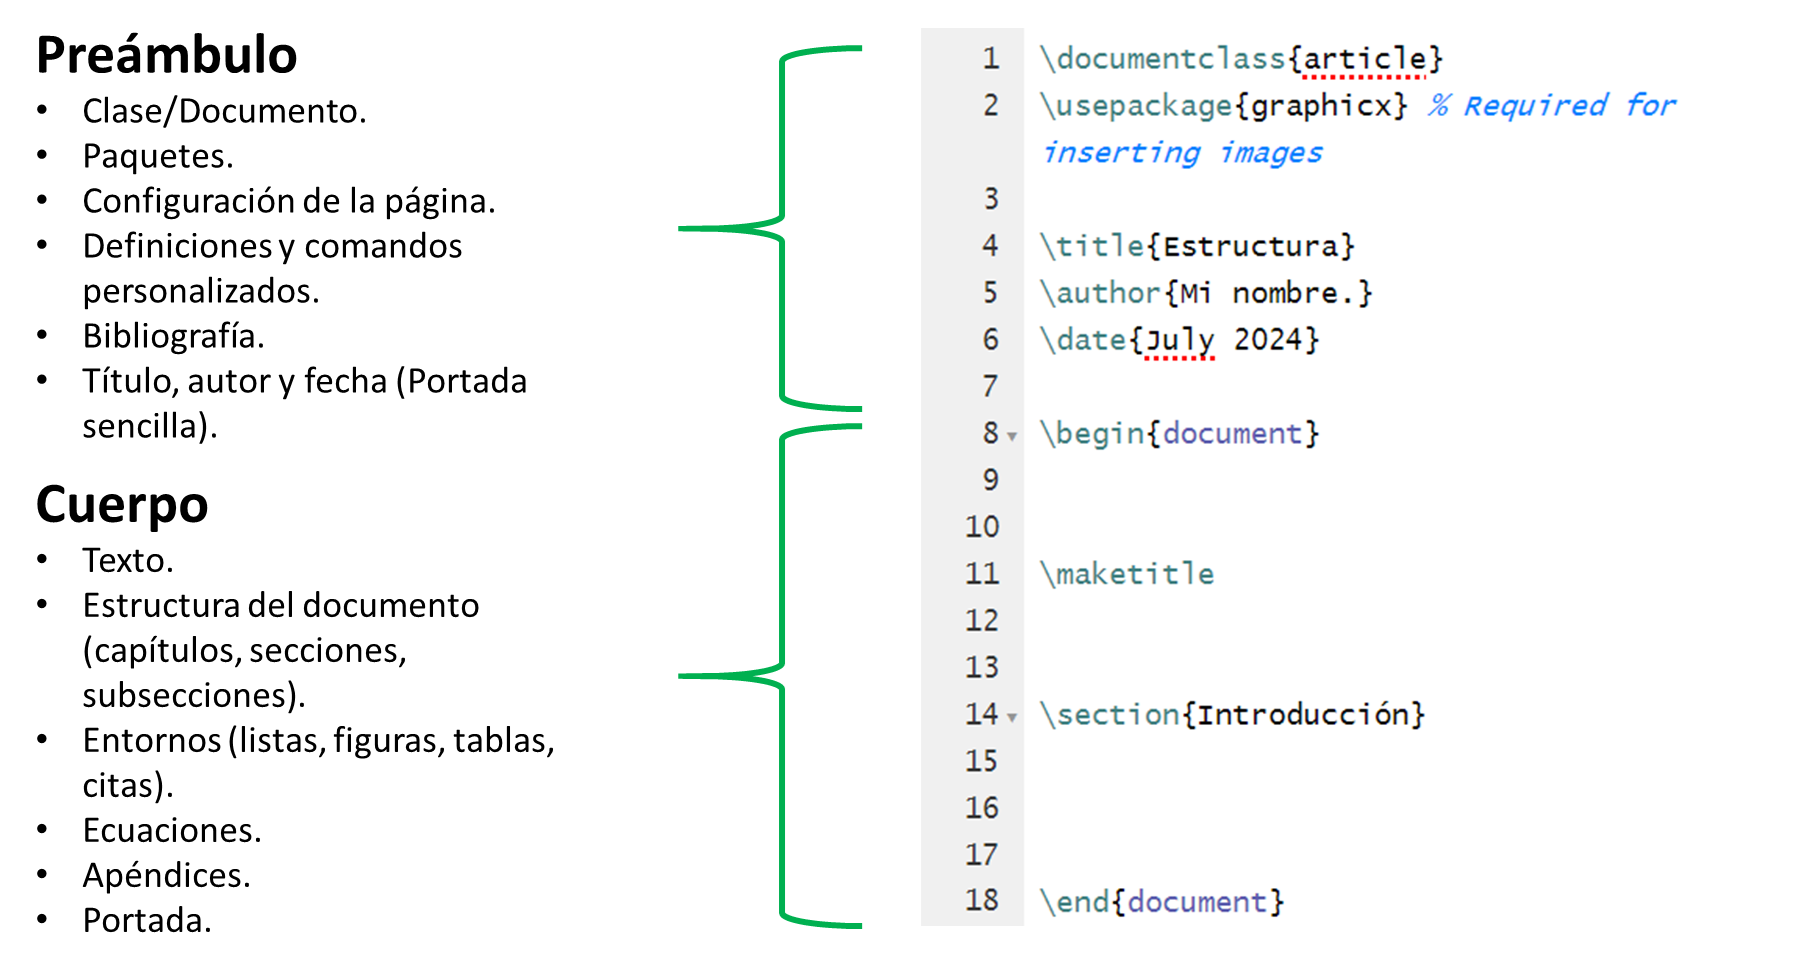 Preámbulo
• Clase/Documento.
• Paquetes.
• Configuración de la página.
• Definiciones y comandos
personalizados.
• Bibliografía.
• Título, autor y fecha (Portada
sencilla).
Cuerpo
• Texto.
• Estructura del documento
(capítulos, secciones,
subsecciones).
• Entornos (listas, figuras, tablas,
citas).
• Ecuaciones.
• Apéndices.
• Portada.
1 \documentclass{article}
2 \usepackage{graphicx} % Required for
inserting images
3
4 \title{Estructura}
5 \author{Mi nombre.}
6 \date{July 2024}
7
8 \begin{document}
9
10
11 \maketitle
12
13
14 \section{Introducción}
15
16
17
18 \end{document}